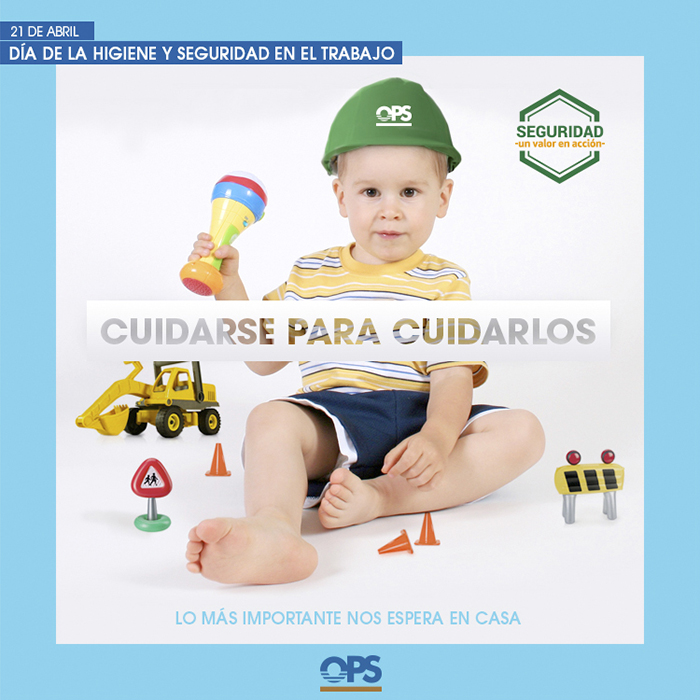 21 DE ABRIL
DÍA DE LA HIGIENE Y SEGURIDAD EN EL TRABAJO
OPS
SEGURIDAD
-un valor en acción-
CUIDARSE PARA CUIDARLOS
LO MÁS IMPORTANTE NOS ESPERA EN CASA
OPS